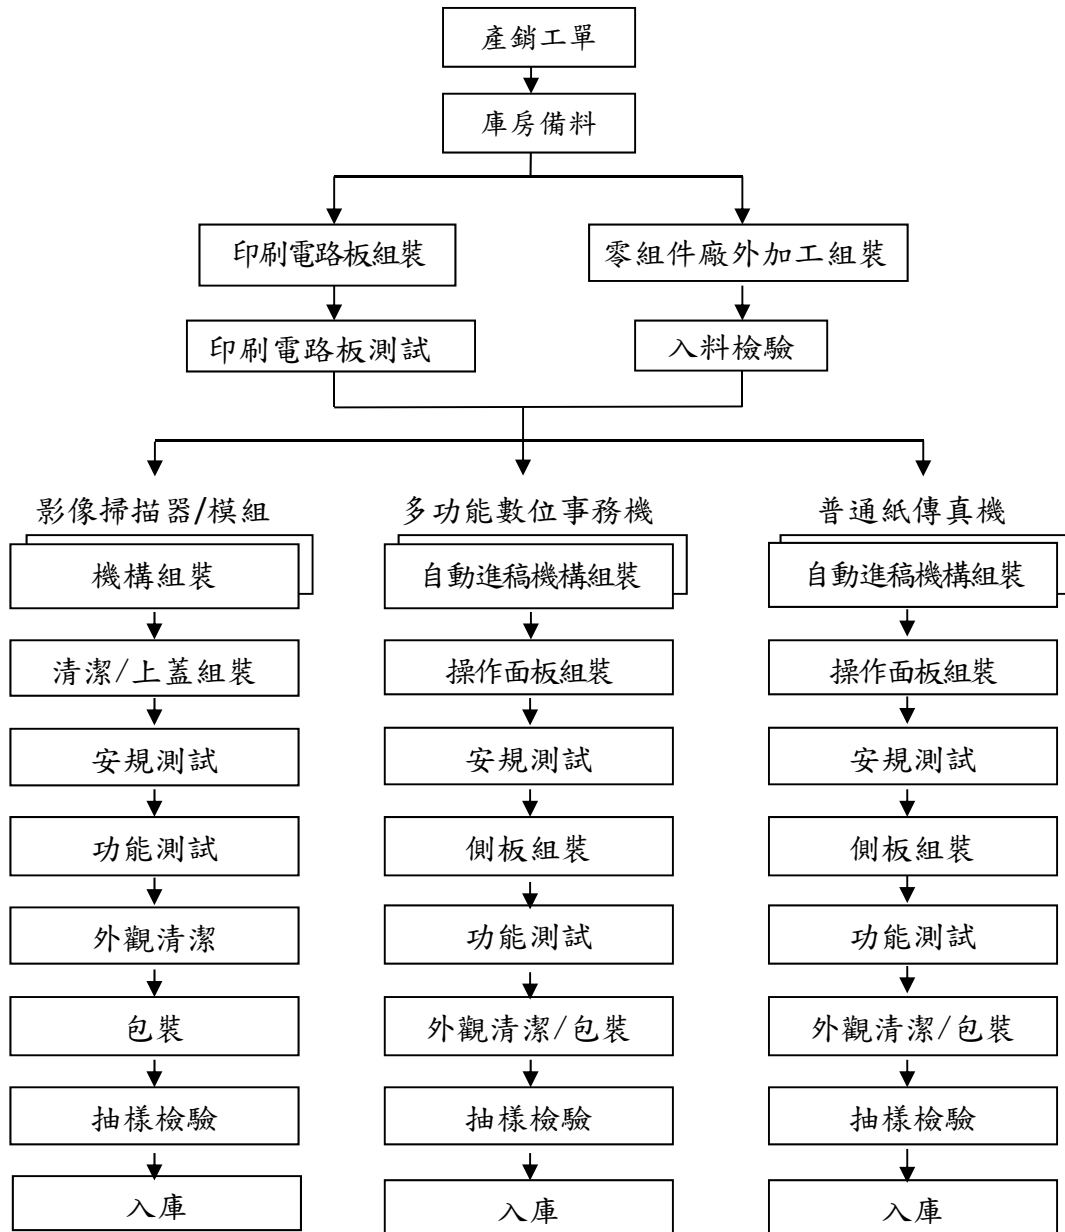 產銷工單
庫房備料
印刷電路板組裝
零組件廠外加工組裝
印刷電路板測試
入料檢驗
影像掃描器/模組
多功能數位事務機
普通紙傳真機
機構組裝
自動進稿機構組裝
自動進稿機構組裝
清潔/上蓋組裝
操作面板組裝
操作面板組裝
安規測試
安規測試
安規測試
功能測試
側板組裝
側板組裝
外觀清潔
功能測試
功能測試
包裝
外觀清潔/包裝
外觀清潔/包裝
抽樣檢驗
抽樣檢驗
抽樣檢驗
入庫
入庫
入庫